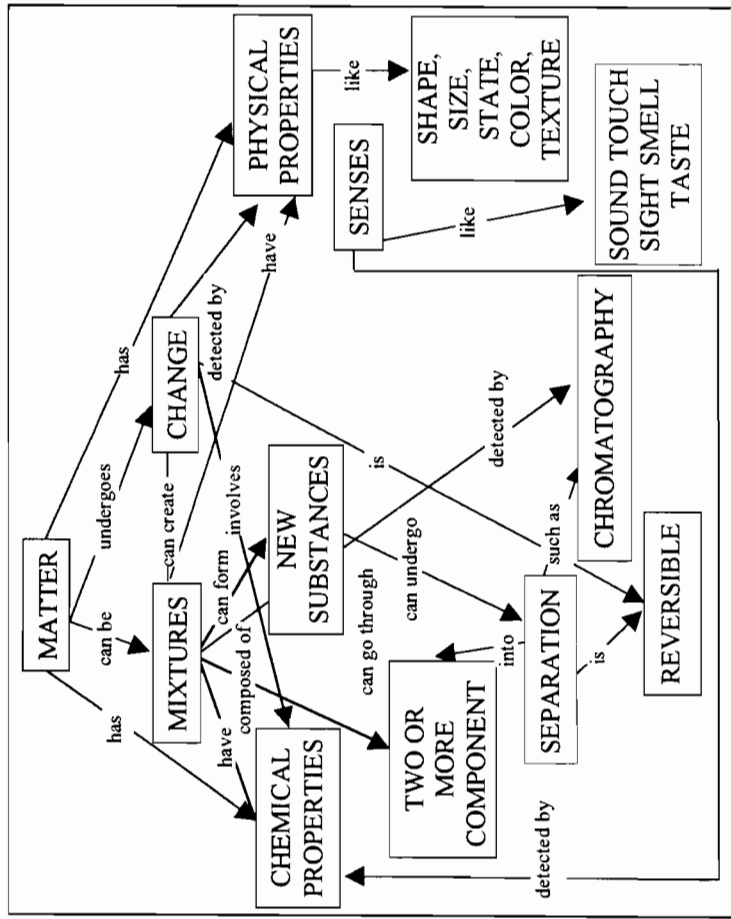 MATTER
has
can be
undergoes
has
MIXTURES
can create
CHANGE
PHYSICAL
PROPERTIES
have
composed of
can form
involves
detected by
have
like
CHEMICAL
PROPERTIES
NEW
SUBSTANCES
is
SENSES
SHAPE,
SIZE,
STATE,
COLOR,
TEXTURE
can go through
can undergo
detected by
like
TWO OR
MORE
COMPONENT
into
SEPARATION
such as
CHROMATOGRAPHY
SOUND TOUCH
SIGHT SMELL
TASTE
is
detected by
REVERSIBLE